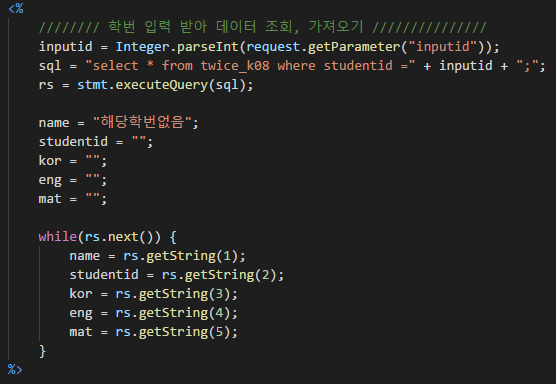 <%
//////// 학번 입력 받아 데이터 조회, 가져오기 ///////////////
inputid = Integer.parseInt(request.getParameter("inputid"));
sql = "select * from twice_k08 where studentid =" + inputid + ";";
rs = stmt.executeQuery(sql);
name = "해당학번없음";
studentid = "";
kor = "";
eng = "";
mat = "";
while(rs.next()) {
name = rs.getString(1);
studentid = rs.getString(2);
kor = rs.getString(3);
eng = rs.getString(4);
mat = rs.getString(5);
}
%>